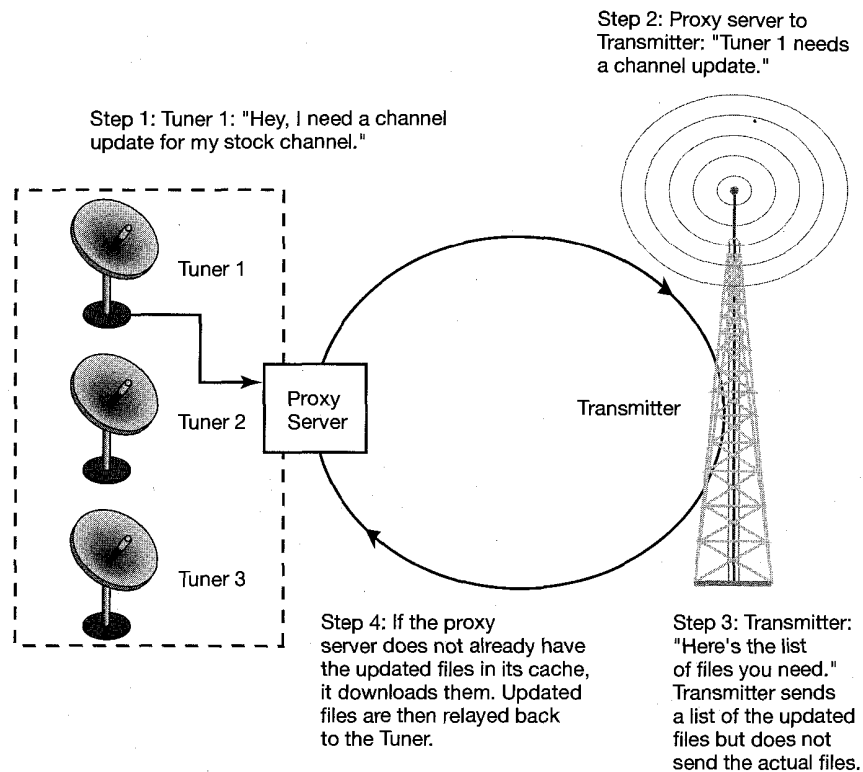 Step 2: Proxy server to
Transmitter: "Tuner 1 needs
a channel update."
Step 1: Tuner 1: "Hey, I need a channel
update for my stock channel."
Tuner 1
Tuner 2
Proxy
Server
Transmitter
Tuner 3
Step 4: If the proxy
server does not already have
the updated files in its cache,
it downloads them. Updated
files are then relayed back
to the Tuner.
Step 3: Transmitter:
"Here's the list
of files you need."
Transmitter sends
a list of the updated
files but does not
send the actual files.